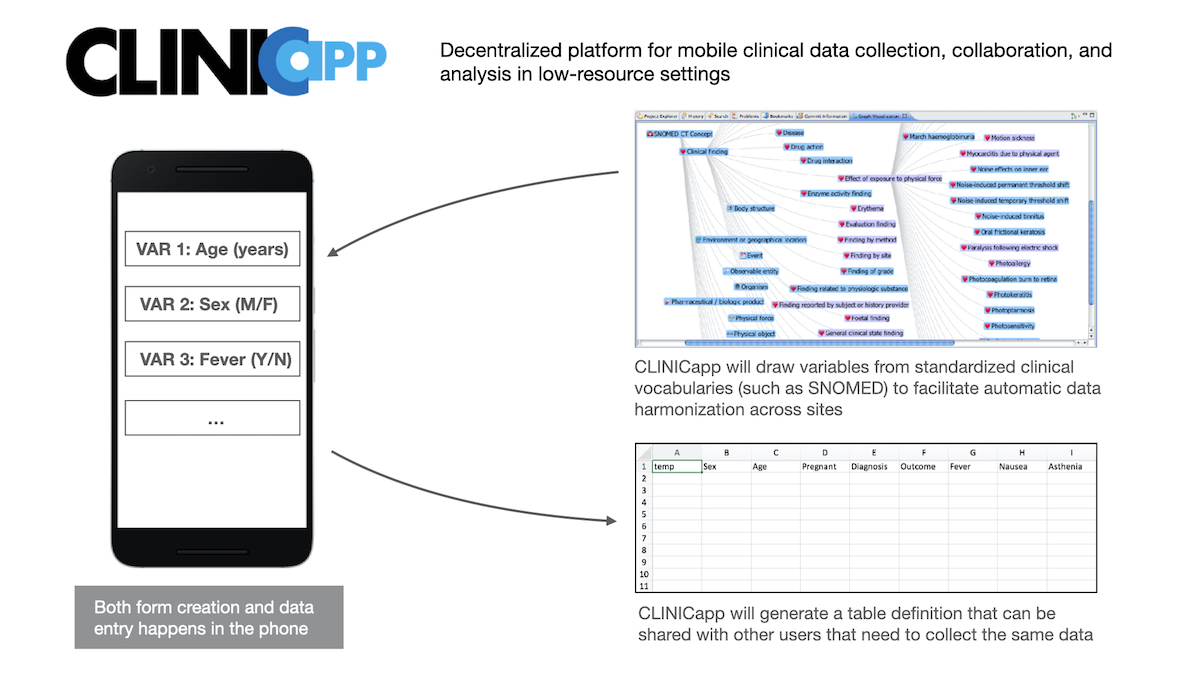 CLINICapp
Decentralized platform for mobile clinical data collection, collaboration, and
analysis in low-resource settings
VAR 1: Age (years)
VAR 2: Sex (M/F)
VAR 3: Fever (Y/N)
...
Both form creation and data
entry happens in the phone
Project Explorer History Search Problems Bookmarks Commit Information Graph Visualization
SNOMED CT Concept
Clinical finding
Body structure
Environment or geographical location
Event
Observable entity
Organism
Pharmaceutical / biologic product
Physical force
Physical object
Disease
Drug action
Drug interaction
Effect of exposure to physical force
Enzyme activity finding
Erythema
Evaluation finding
Finding by method
Finding by site
Finding of grade
Finding related to physiologic substance
Finding reported by subject or history provider
Foetal finding
General clinical state finding
March haemoglobinuria
Motion sickness
Myocarditis due to physical agent
Noise effects on inner ear
Noise-induced permanent threshold shift
Noise induced temporary threshold shift
Noise-induced tinnitus
Oral frictional keratosis
Paralysis following electric shock
Photoallergy
Photocoagulation burn to retina
Photokeratitis
Photoptarmosis
Photosensitivity
CLINICapp will draw variables from standardized clinical
vocabularies (such as SNOMED) to facilitate automatic data
harmonization across sites
A B C D E F G H I
1 temp Sex Age Pregnant Diagnosis Outcome Fever Nausea Asthenia
2
3
4
5
6
7
8
9
10
11
CLINICapp will generate a table definition that can be
shared with other users that need to collect the same data